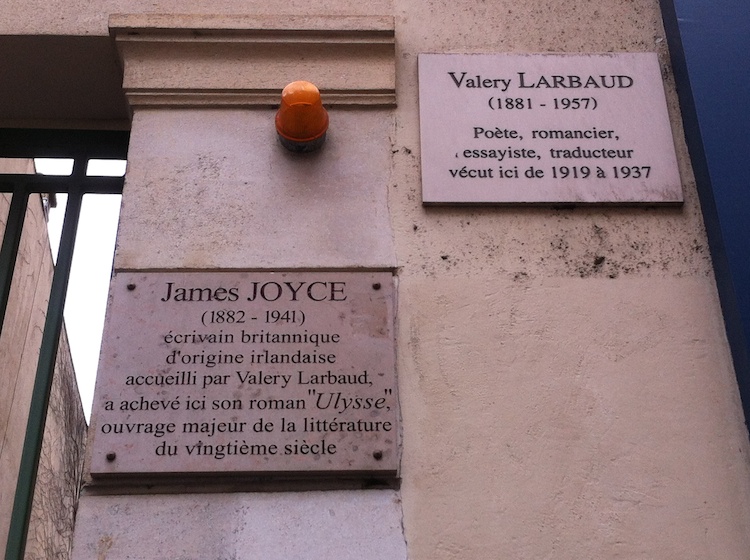 Valery LARBAUD
(1881 - 1957)
Poète, romancier,
essayiste, traducteur
vécut ici de 1919 à 1937
James JOYCE
(1882 - 1941)
écrivain britannique
d'origine irlandaise
accueilli par Valery Larbaud,
a achevé ici son roman "Ulysse",
ouvrage majeur de la littérature
du vingtième siècle